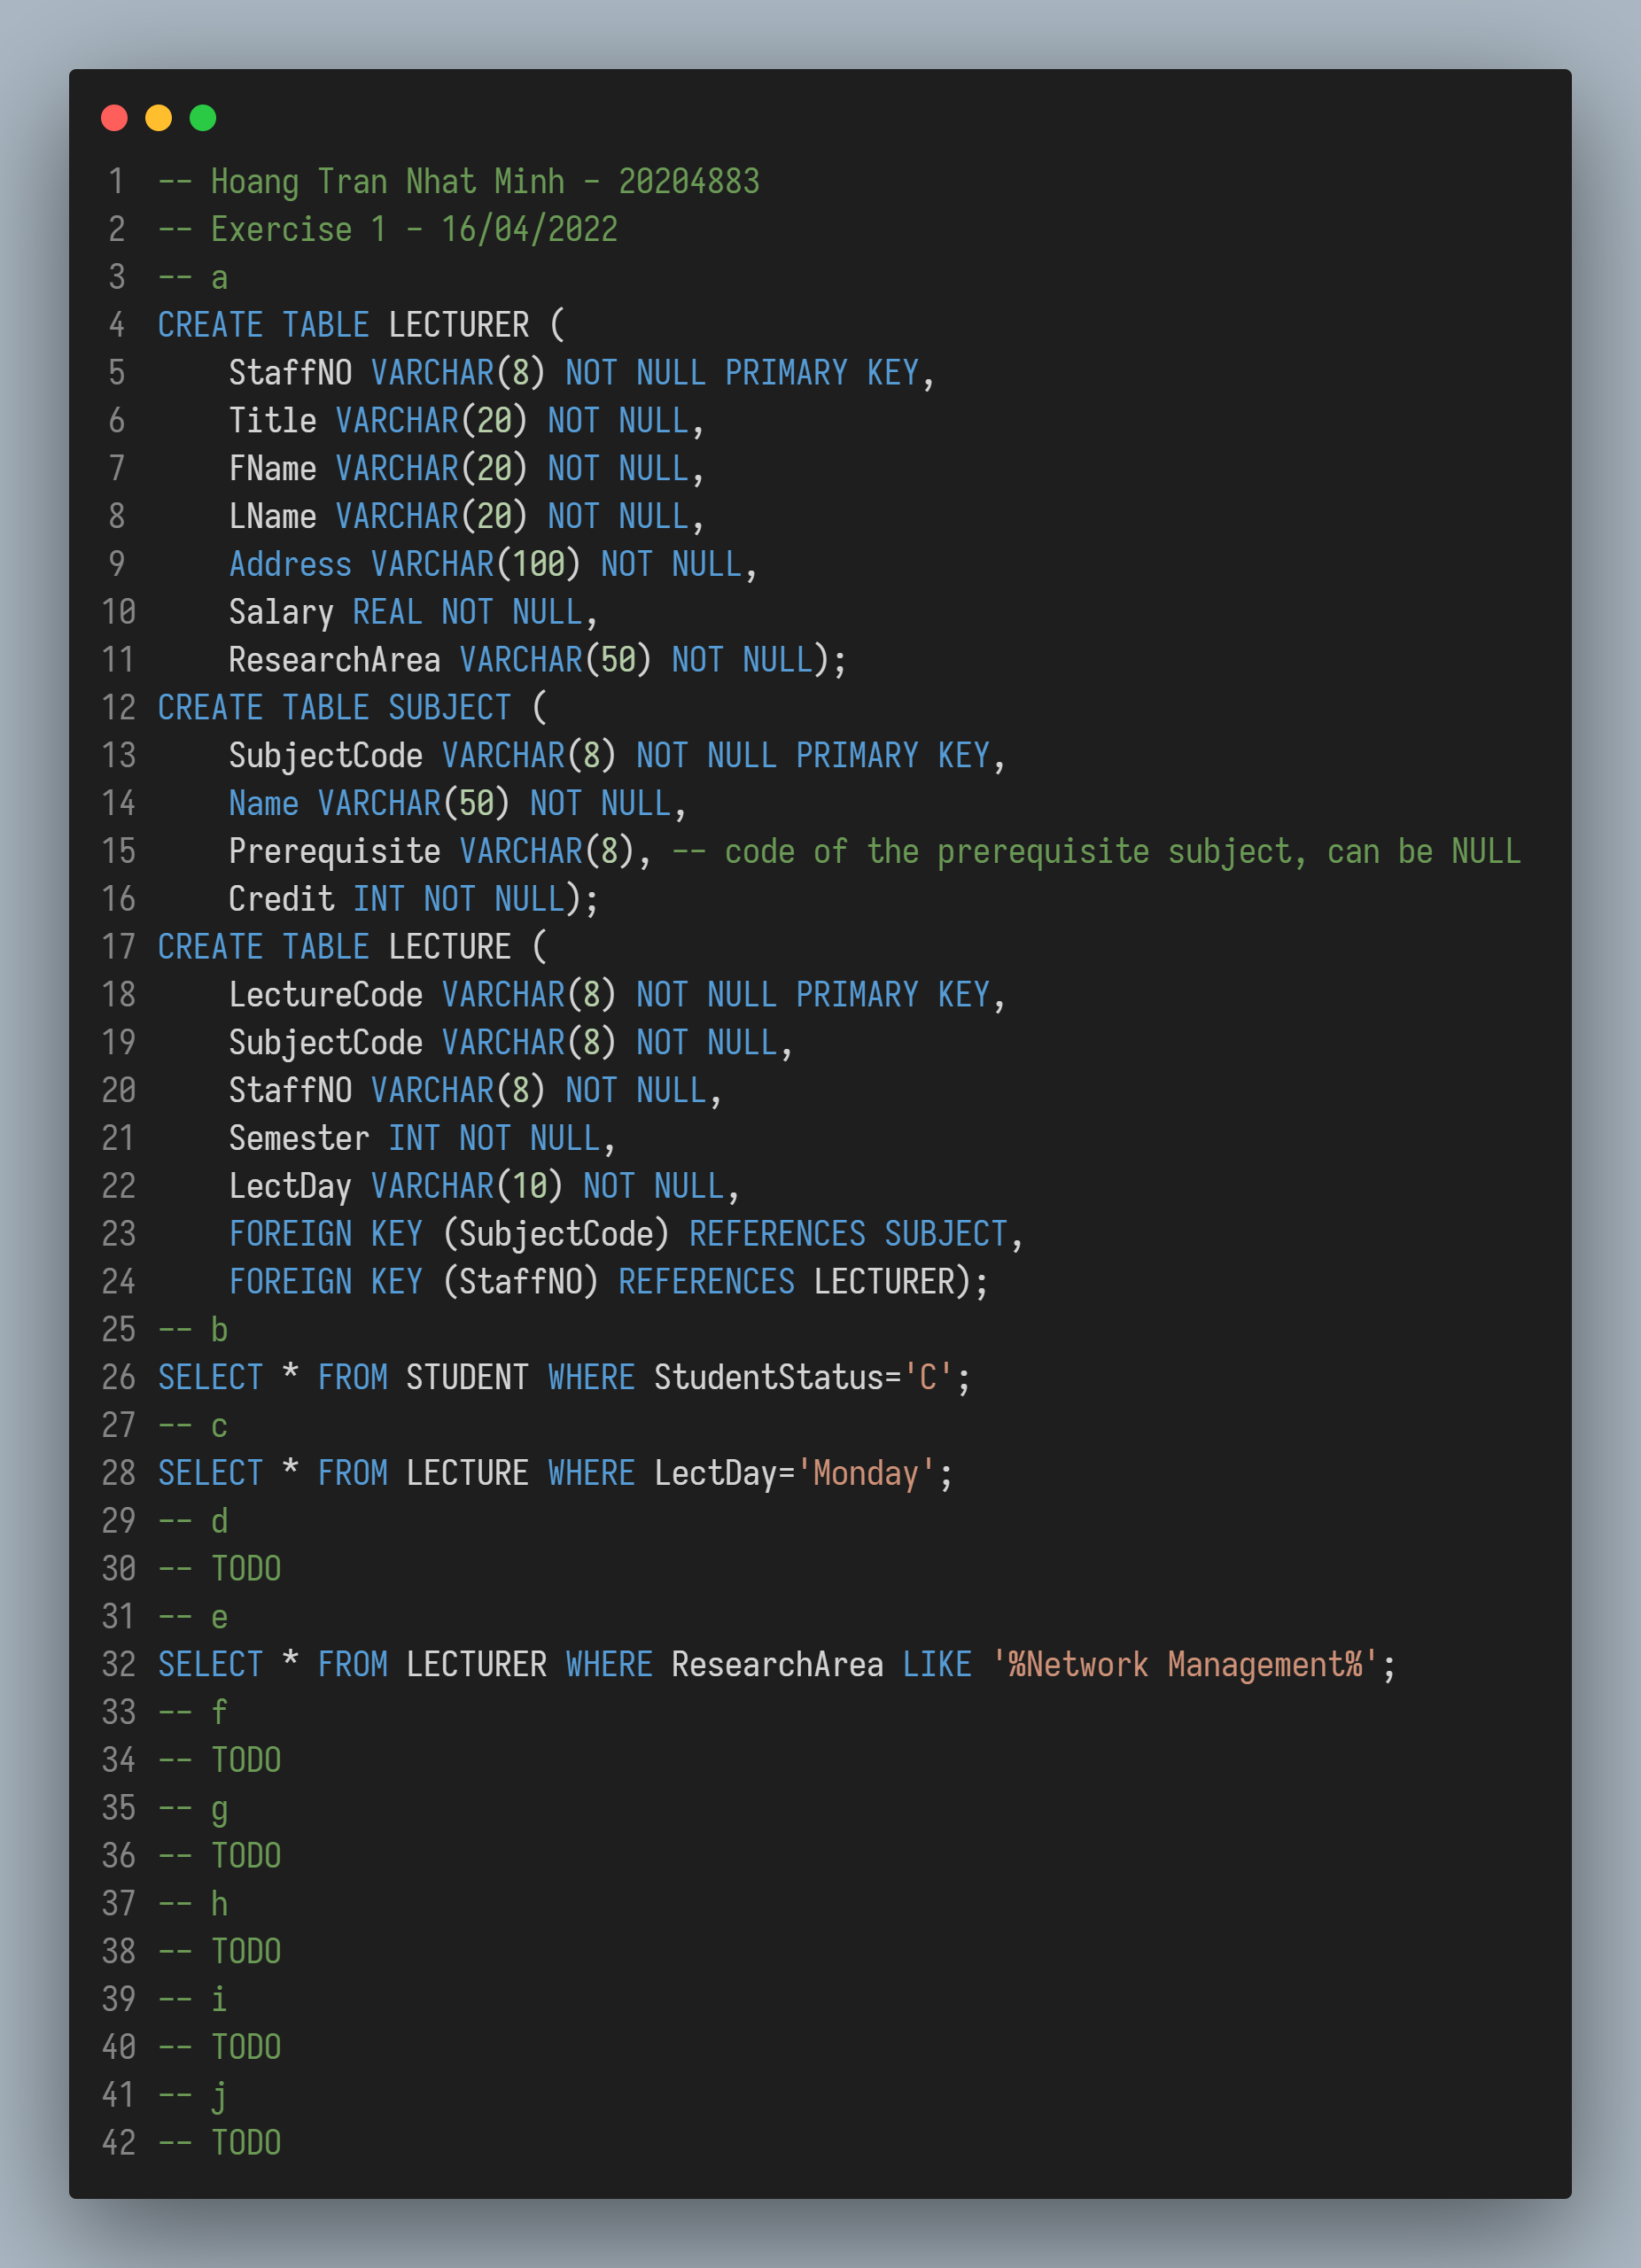 1 -- Hoang Tran Nhat Minh - 20204883
2 -- Exercise 1 - 16/04/2022
3 -- a
4 CREATE TABLE LECTURER (
5     StaffNO VARCHAR(8) NOT NULL PRIMARY KEY,
6     Title VARCHAR(20) NOT NULL,
7     FName VARCHAR(20) NOT NULL,
8     LName VARCHAR(20) NOT NULL,
9     Address VARCHAR(100) NOT NULL,
10     Salary REAL NOT NULL,
11     ResearchArea VARCHAR(50) NOT NULL);
12 CREATE TABLE SUBJECT (
13     SubjectCode VARCHAR(8) NOT NULL PRIMARY KEY,
14     Name VARCHAR(50) NOT NULL,
15     Prerequisite VARCHAR(8), -- code of the prerequisite subject, can be NULL
16     Credit INT NOT NULL);
17 CREATE TABLE LECTURE (
18     LectureCode VARCHAR(8) NOT NULL PRIMARY KEY,
19     SubjectCode VARCHAR(8) NOT NULL,
20     StaffNO VARCHAR(8) NOT NULL,
21     Semester INT NOT NULL,
22     LectDay VARCHAR(10) NOT NULL,
23     FOREIGN KEY (SubjectCode) REFERENCES SUBJECT,
24     FOREIGN KEY (StaffNO) REFERENCES LECTURER);
25 -- b
26 SELECT * FROM STUDENT WHERE StudentStatus='C';
27 -- c
28 SELECT * FROM LECTURE WHERE LectDay='Monday';
29 -- d
30 -- TODO
31 -- e
32 SELECT * FROM LECTURER WHERE ResearchArea LIKE '%Network Management%';
33 -- f
34 -- TODO
35 -- g
36 -- TODO
37 -- h
38 -- TODO
39 -- i
40 -- TODO
41 -- j
42 -- TODO